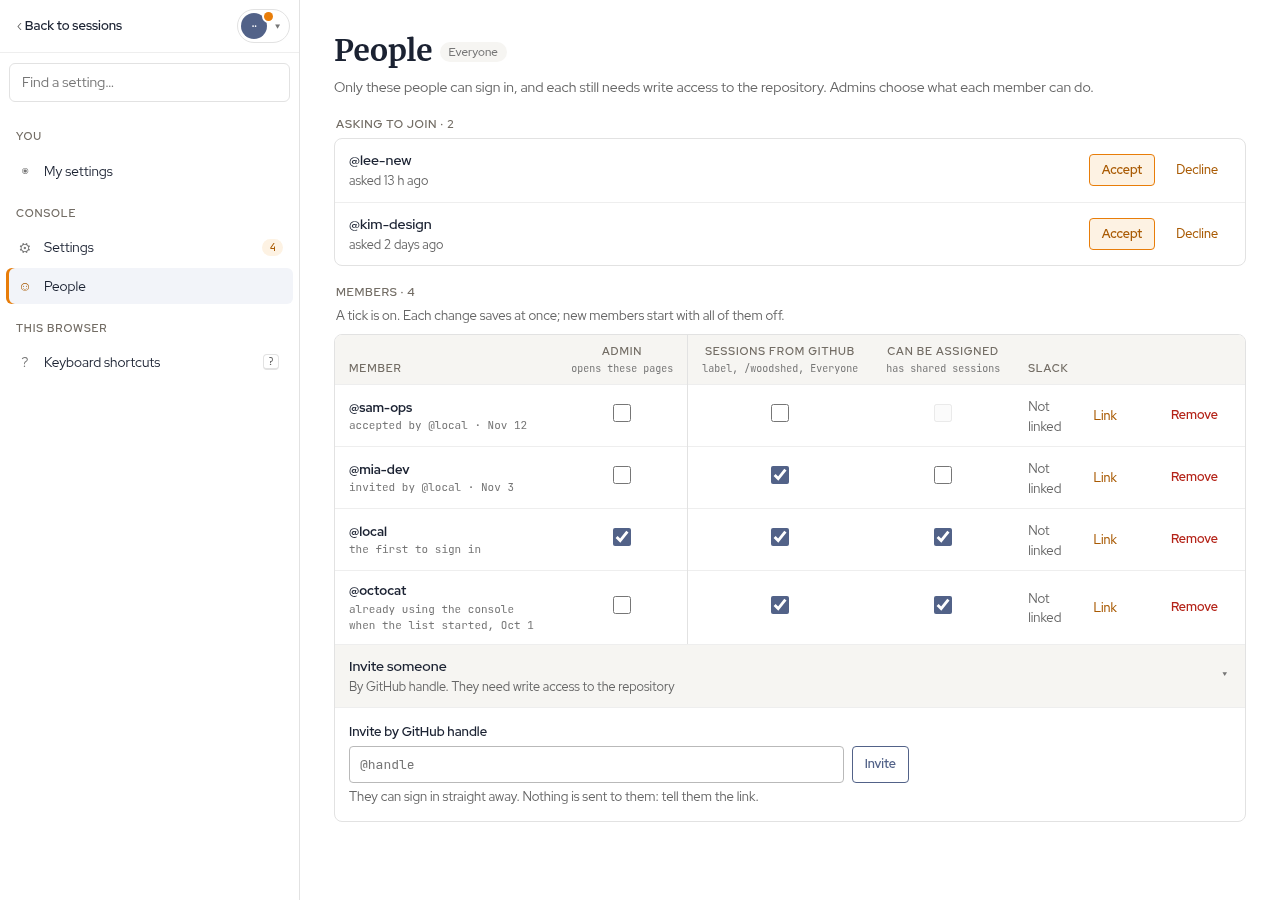 ‹ Back to sessions
Find a setting...
YOU
My settings
CONSOLE
Settings 4
People
THIS BROWSER
? Keyboard shortcuts ?
People Everyone
Only these people can sign in, and each still needs write access to the repository. Admins choose what each member can do.
ASKING TO JOIN · 2
@lee-new
asked 13 h ago
Accept Decline
@kim-design
asked 2 days ago
Accept Decline
MEMBERS · 4
A tick is on. Each change saves at once; new members start with all of them off.
MEMBER
ADMIN
opens these pages
SESSIONS FROM GITHUB
label, /woodshed, Everyone
CAN BE ASSIGNED
has shared sessions
SLACK
@sam-ops
accepted by @local · Nov 12
Not
linked
Link
Remove
@mia-dev
invited by @local · Nov 3
Not
linked
Link
Remove
@local
the first to sign in
Not
linked
Link
Remove
@octocat
already using the console
when the list started, Oct 1
Not
linked
Link
Remove
Invite someone
By GitHub handle. They need write access to the repository
Invite by GitHub handle
@handle
Invite
They can sign in straight away. Nothing is sent to them: tell them the link.